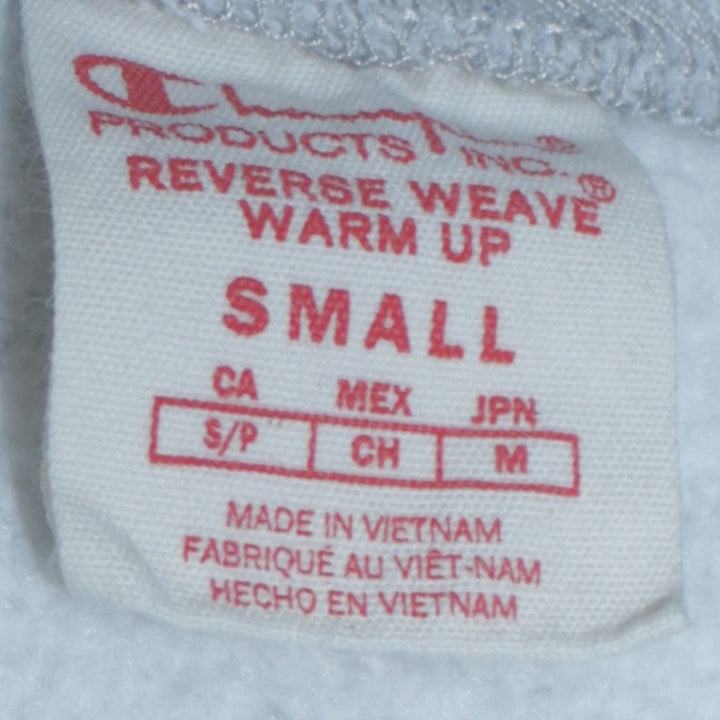 Champion®
PRODUCTS INC.
REVERSE WEAVE®
WARM UP
SMALL
CA MEX JPN
S/P CH M
MADE IN VIETNAM
FABRIQUÉ AU VIÊT-NAM
HECHO EN VIETNAM